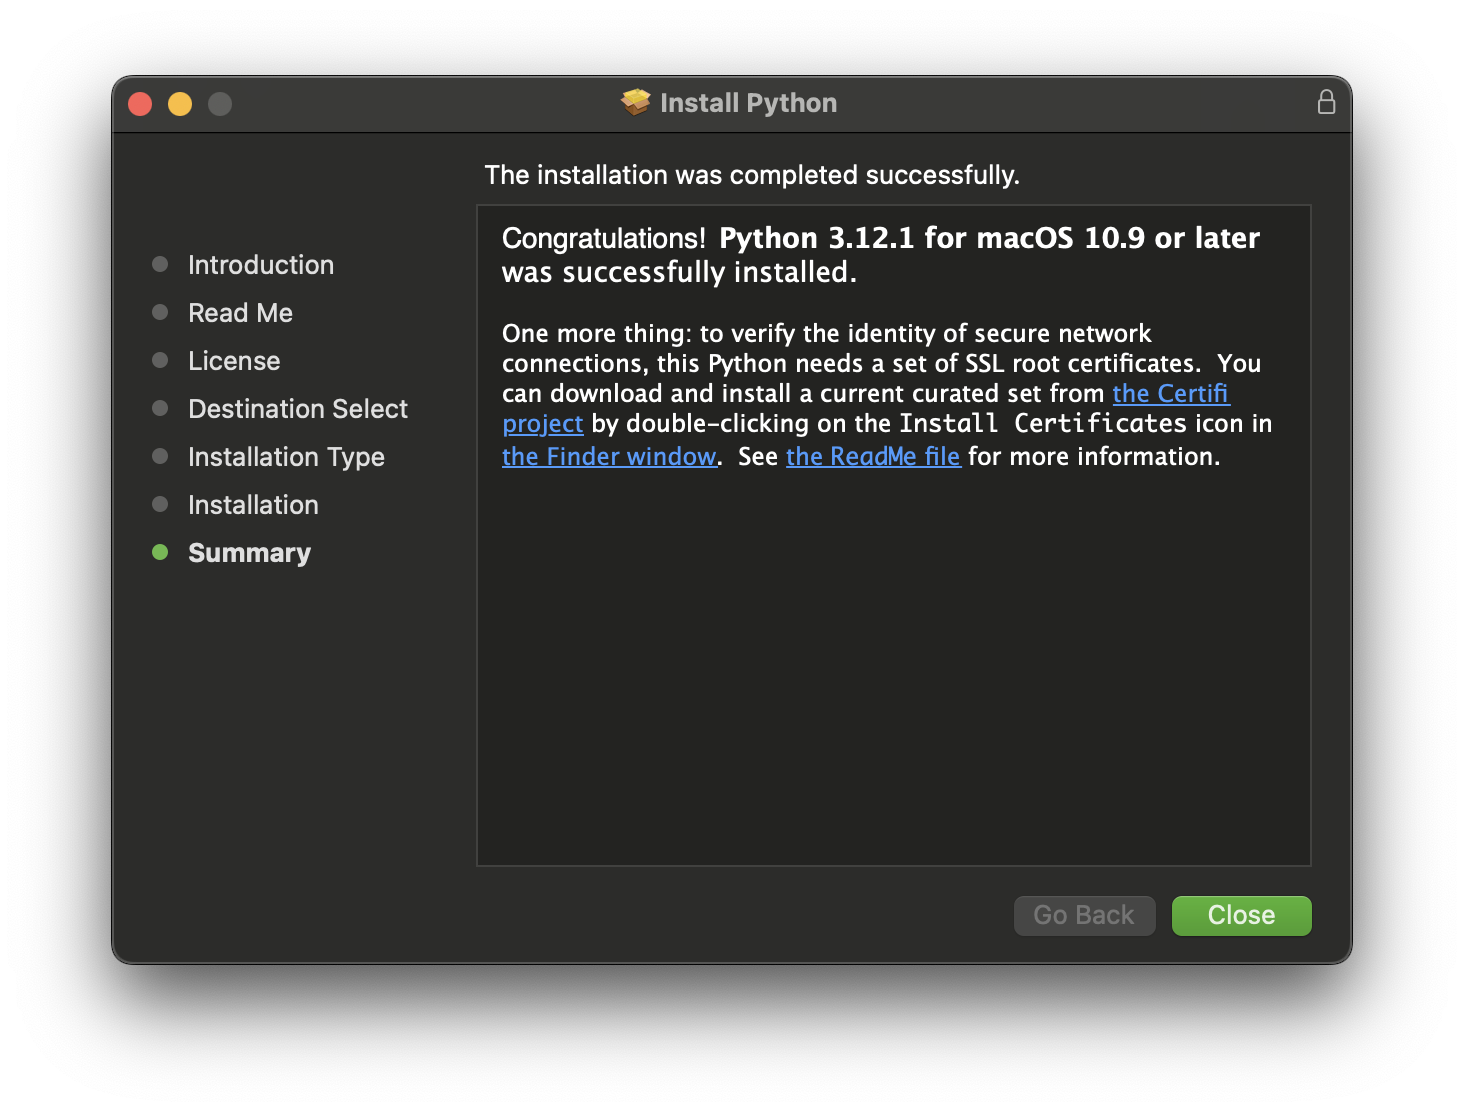 Install Python
The installation was completed successfully.
Introduction
Read Me
License
Destination Select
Installation Type
Installation
Summary
Congratulations! Python 3.12.1 for macOS 10.9 or later
was successfully installed.
One more thing: to verify the identity of secure network
connections, this Python needs a set of SSL root certificates.  You
can download and install a current curated set from the Certifi
project by double-clicking on the Install Certificates icon in
the Finder window.  See the ReadMe file for more information.
Go Back
Close